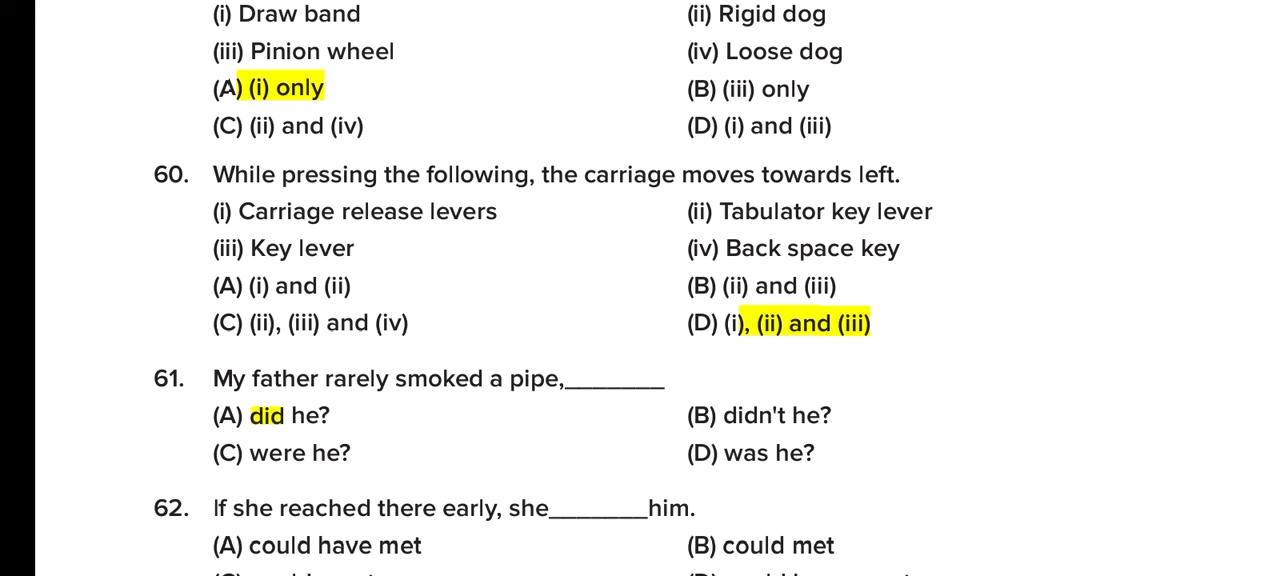 (i) Draw band (ii) Rigid dog
(iii) Pinion wheel (iv) Loose dog
(A) (i) only (B) (iii) only
(C) (ii) and (iv) (D) (i) and (iii)
60. While pressing the following, the carriage moves towards left.
(i) Carriage release levers (ii) Tabulator key lever
(iii) Key lever (iv) Back space key
(A) (i) and (ii) (B) (ii) and (iii)
(C) (ii), (iii) and (iv) (D) (i), (ii) and (iii)
61. My father rarely smoked a pipe,_______
(A) did he? (B) didn't he?
(C) were he? (D) was he?
62. If she reached there early, she_______him.
(A) could have met (B) could met